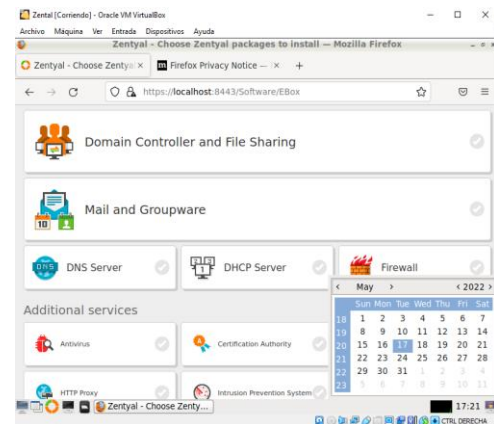 Zental [Corriendo] - Oracle VM VirtualBox
Archivo Máquina Ver Entrada Dispositivos Ayuda
Zentyal - Choose Zentyal packages to install — Mozilla Firefox
Zentyal - Choose Zentya
Firefox Privacy Notice —
https://localhost:8443/Software/EBox
Domain Controller and File Sharing
10
Mail and Groupware
DNS
DNS Server
1
DHCP Server
Firewall
Additional services
Antivirus
Certification Authority
HTTP Proxy
Intrusion Prevention System
‹ May › ‹ 2022 ›
Sun Mon Tue Wed Thu Fri Sat
18 1 2 3 4 5 6 7
19 8 9 10 11 12 13 14
20 15 16 17 18 19 20 21
21 22 23 24 25 26 27 28
22 29 30 31 1 2 3 4
23 5 6 7 8 9 10 11
Zentyal - Choose Zenty...
17:21
CTRL DERECHA